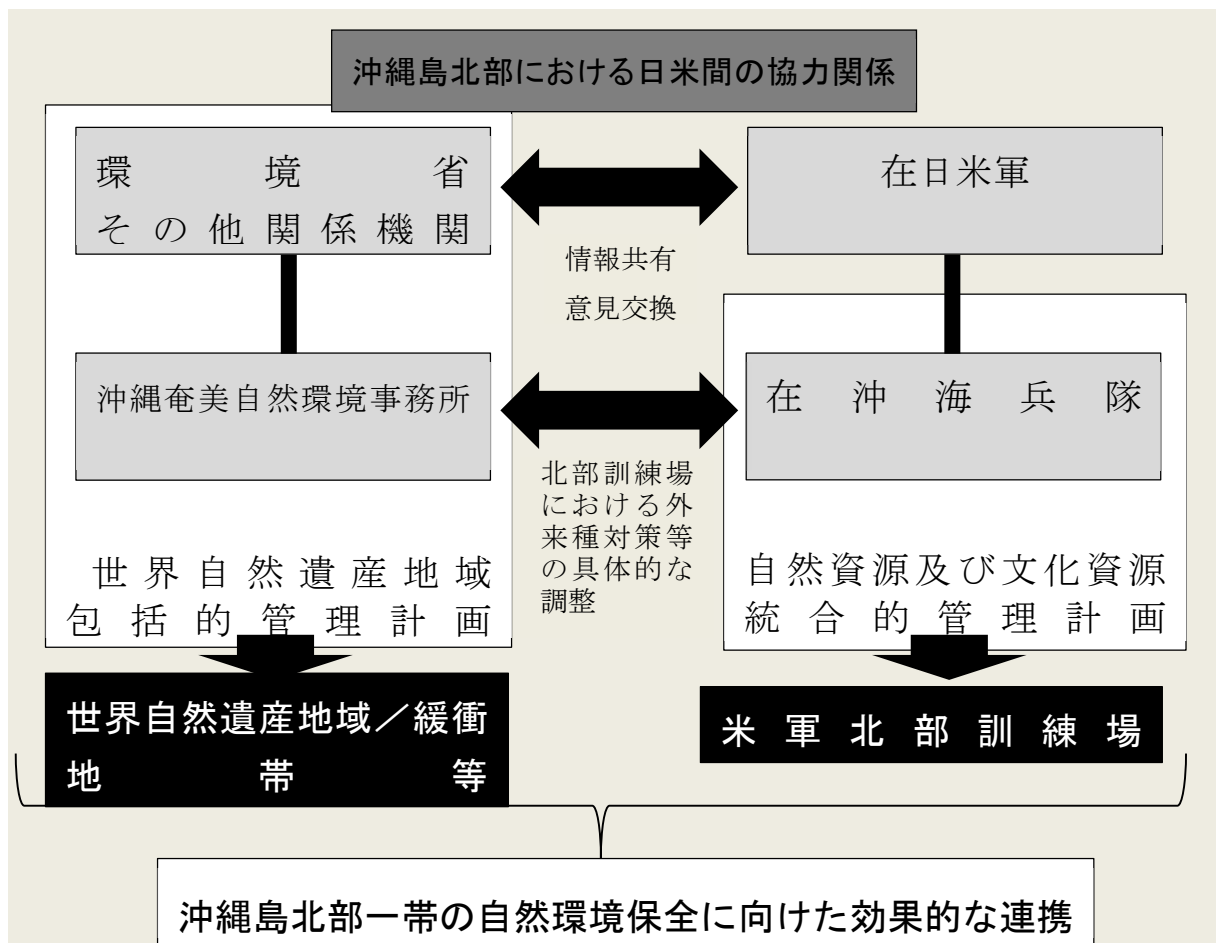 沖縄島北部における日米間の協力関係
環境省
その他関係機関
在日米軍
情報共有
意見交換
沖縄奄美自然環境事務所
在沖海兵隊
北部訓練場
における外
来種対策等
の具体的な
調整
世界自然遺産地域
包括的管理計画
自然資源及び文化資源
統合的管理計画
世界自然遺産地域／緩衝
地帯等
米軍北部訓練場
沖縄島北部一帯の自然環境保全に向けた効果的な連携